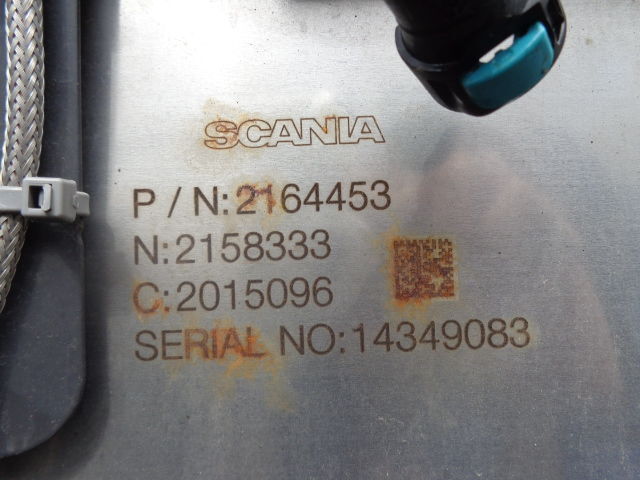 SCANIA
P / N:2164453
N:2158333
C:2015096
SERIAL NO:14349083